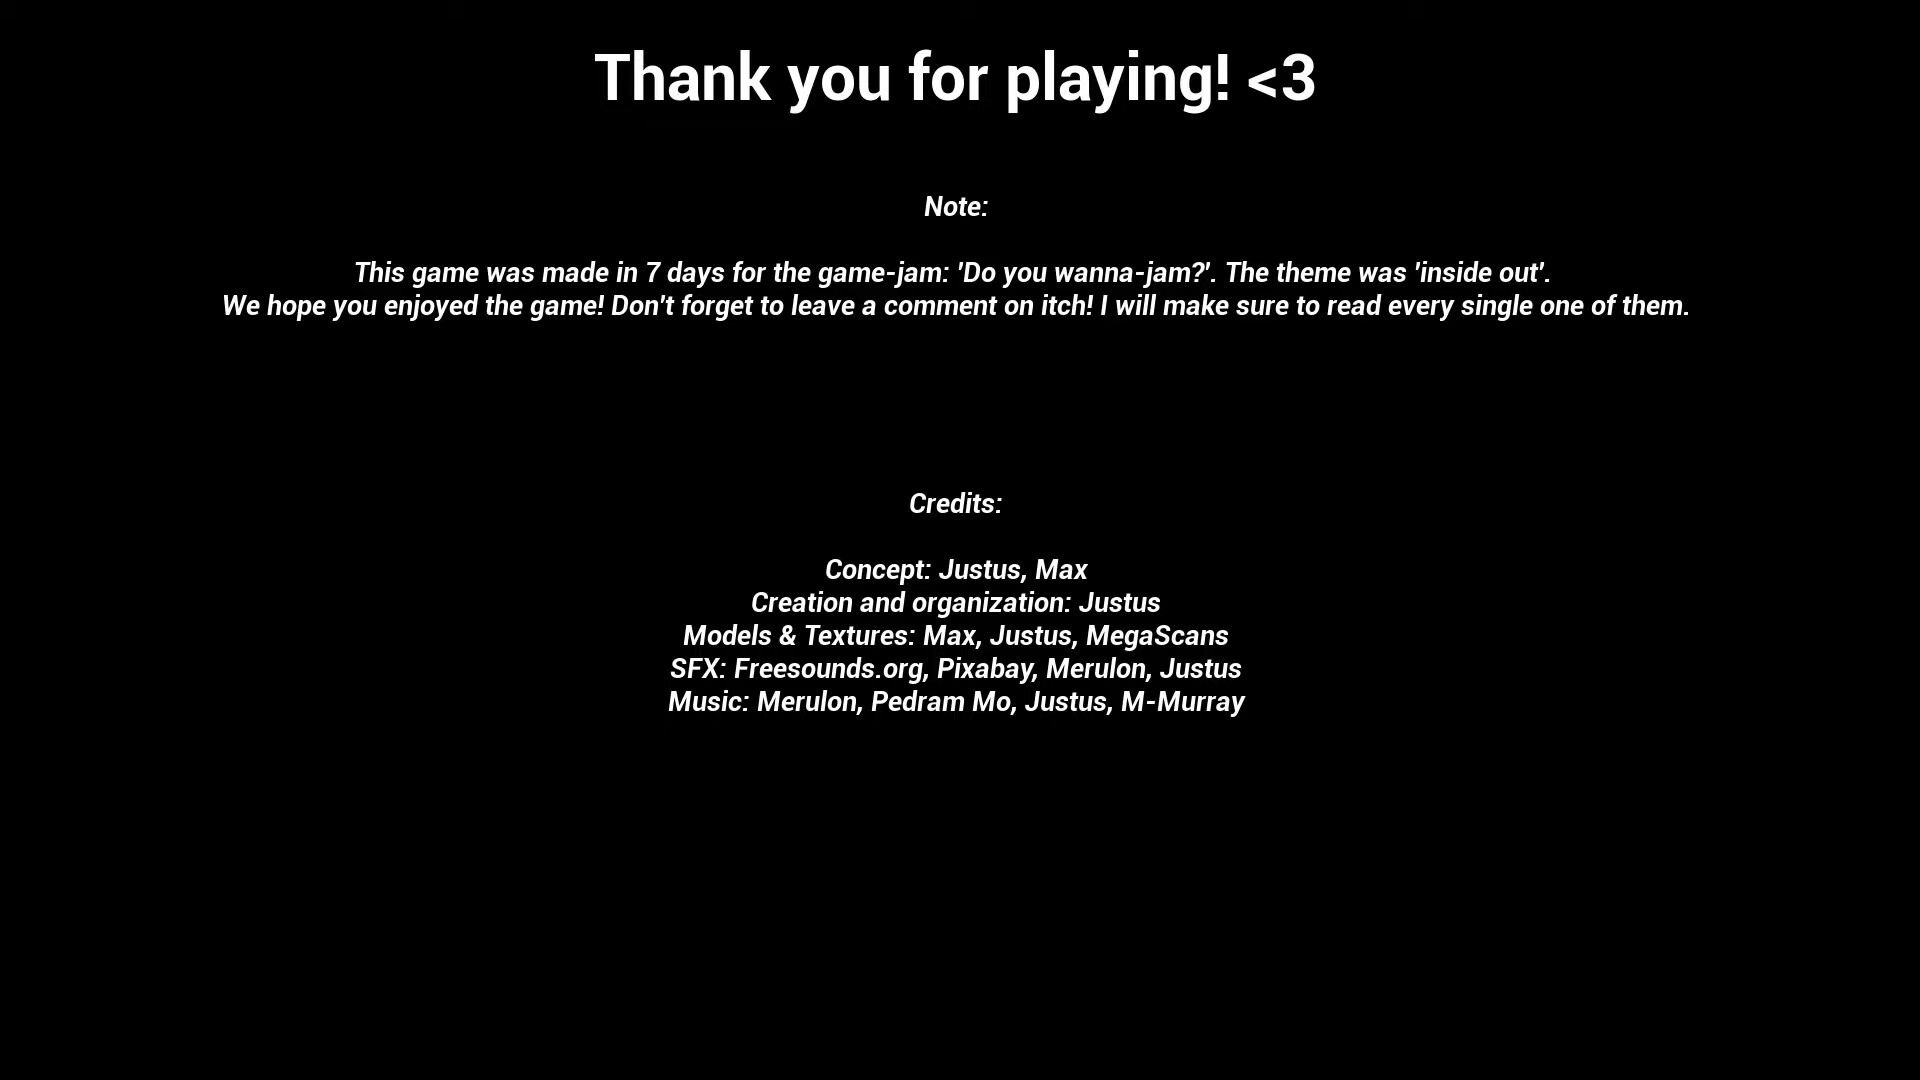 Thank you for playing! <3
Note:
This game was made in 7 days for the game-jam: 'Do you wanna-jam?'. The theme was 'inside out'.
We hope you enjoyed the game! Don't forget to leave a comment on itch! I will make sure to read every single one of them.
Credits:
Concept: Justus, Max
Creation and organization: Justus
Models & Textures: Max, Justus, MegaScans
SFX: Freesounds.org, Pixabay, Merulon, Justus
Music: Merulon, Pedram Mo, Justus, M-Murray